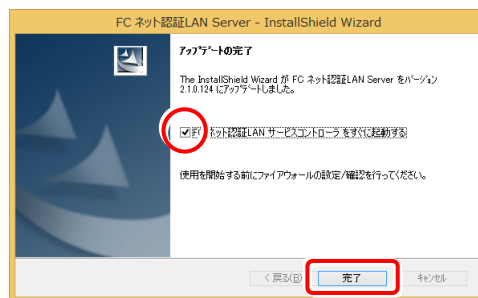 FC ネット認証LAN Server - InstallShield Wizard
ｱｯﾌﾟﾃﾞｰﾄの完了
The InstallShield Wizard が FC ネット認証LAN Server をﾊﾞｰｼﾞｮﾝ
2.1.0.124 にｱｯﾌﾟﾃﾞｰﾄしました。
FC ネット認証LAN サービスコントローラ をすぐに起動する
使用を開始する前にファイアウォールの設定/確認を行ってください。
< 戻る(B)
完了
ｷｬﾝｾﾙ